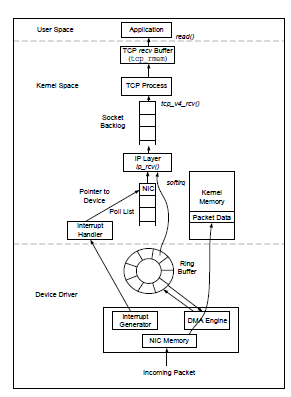 User Space
Application
read()
TCP recv Buffer
(tcp_rmem)
Kernel Space
TCP Process
tcp_v4_rcv()
Socket
Backlog
IP Layer
ip_rcv()
softirq
Pointer to
Device
NIC
Poll List
Kernel
Memory
Packet Data
Interrupt
Handler
Ring
Buffer
Device Driver
Interrupt
Generator
DMA Engine
NIC Memory
Incoming Packet